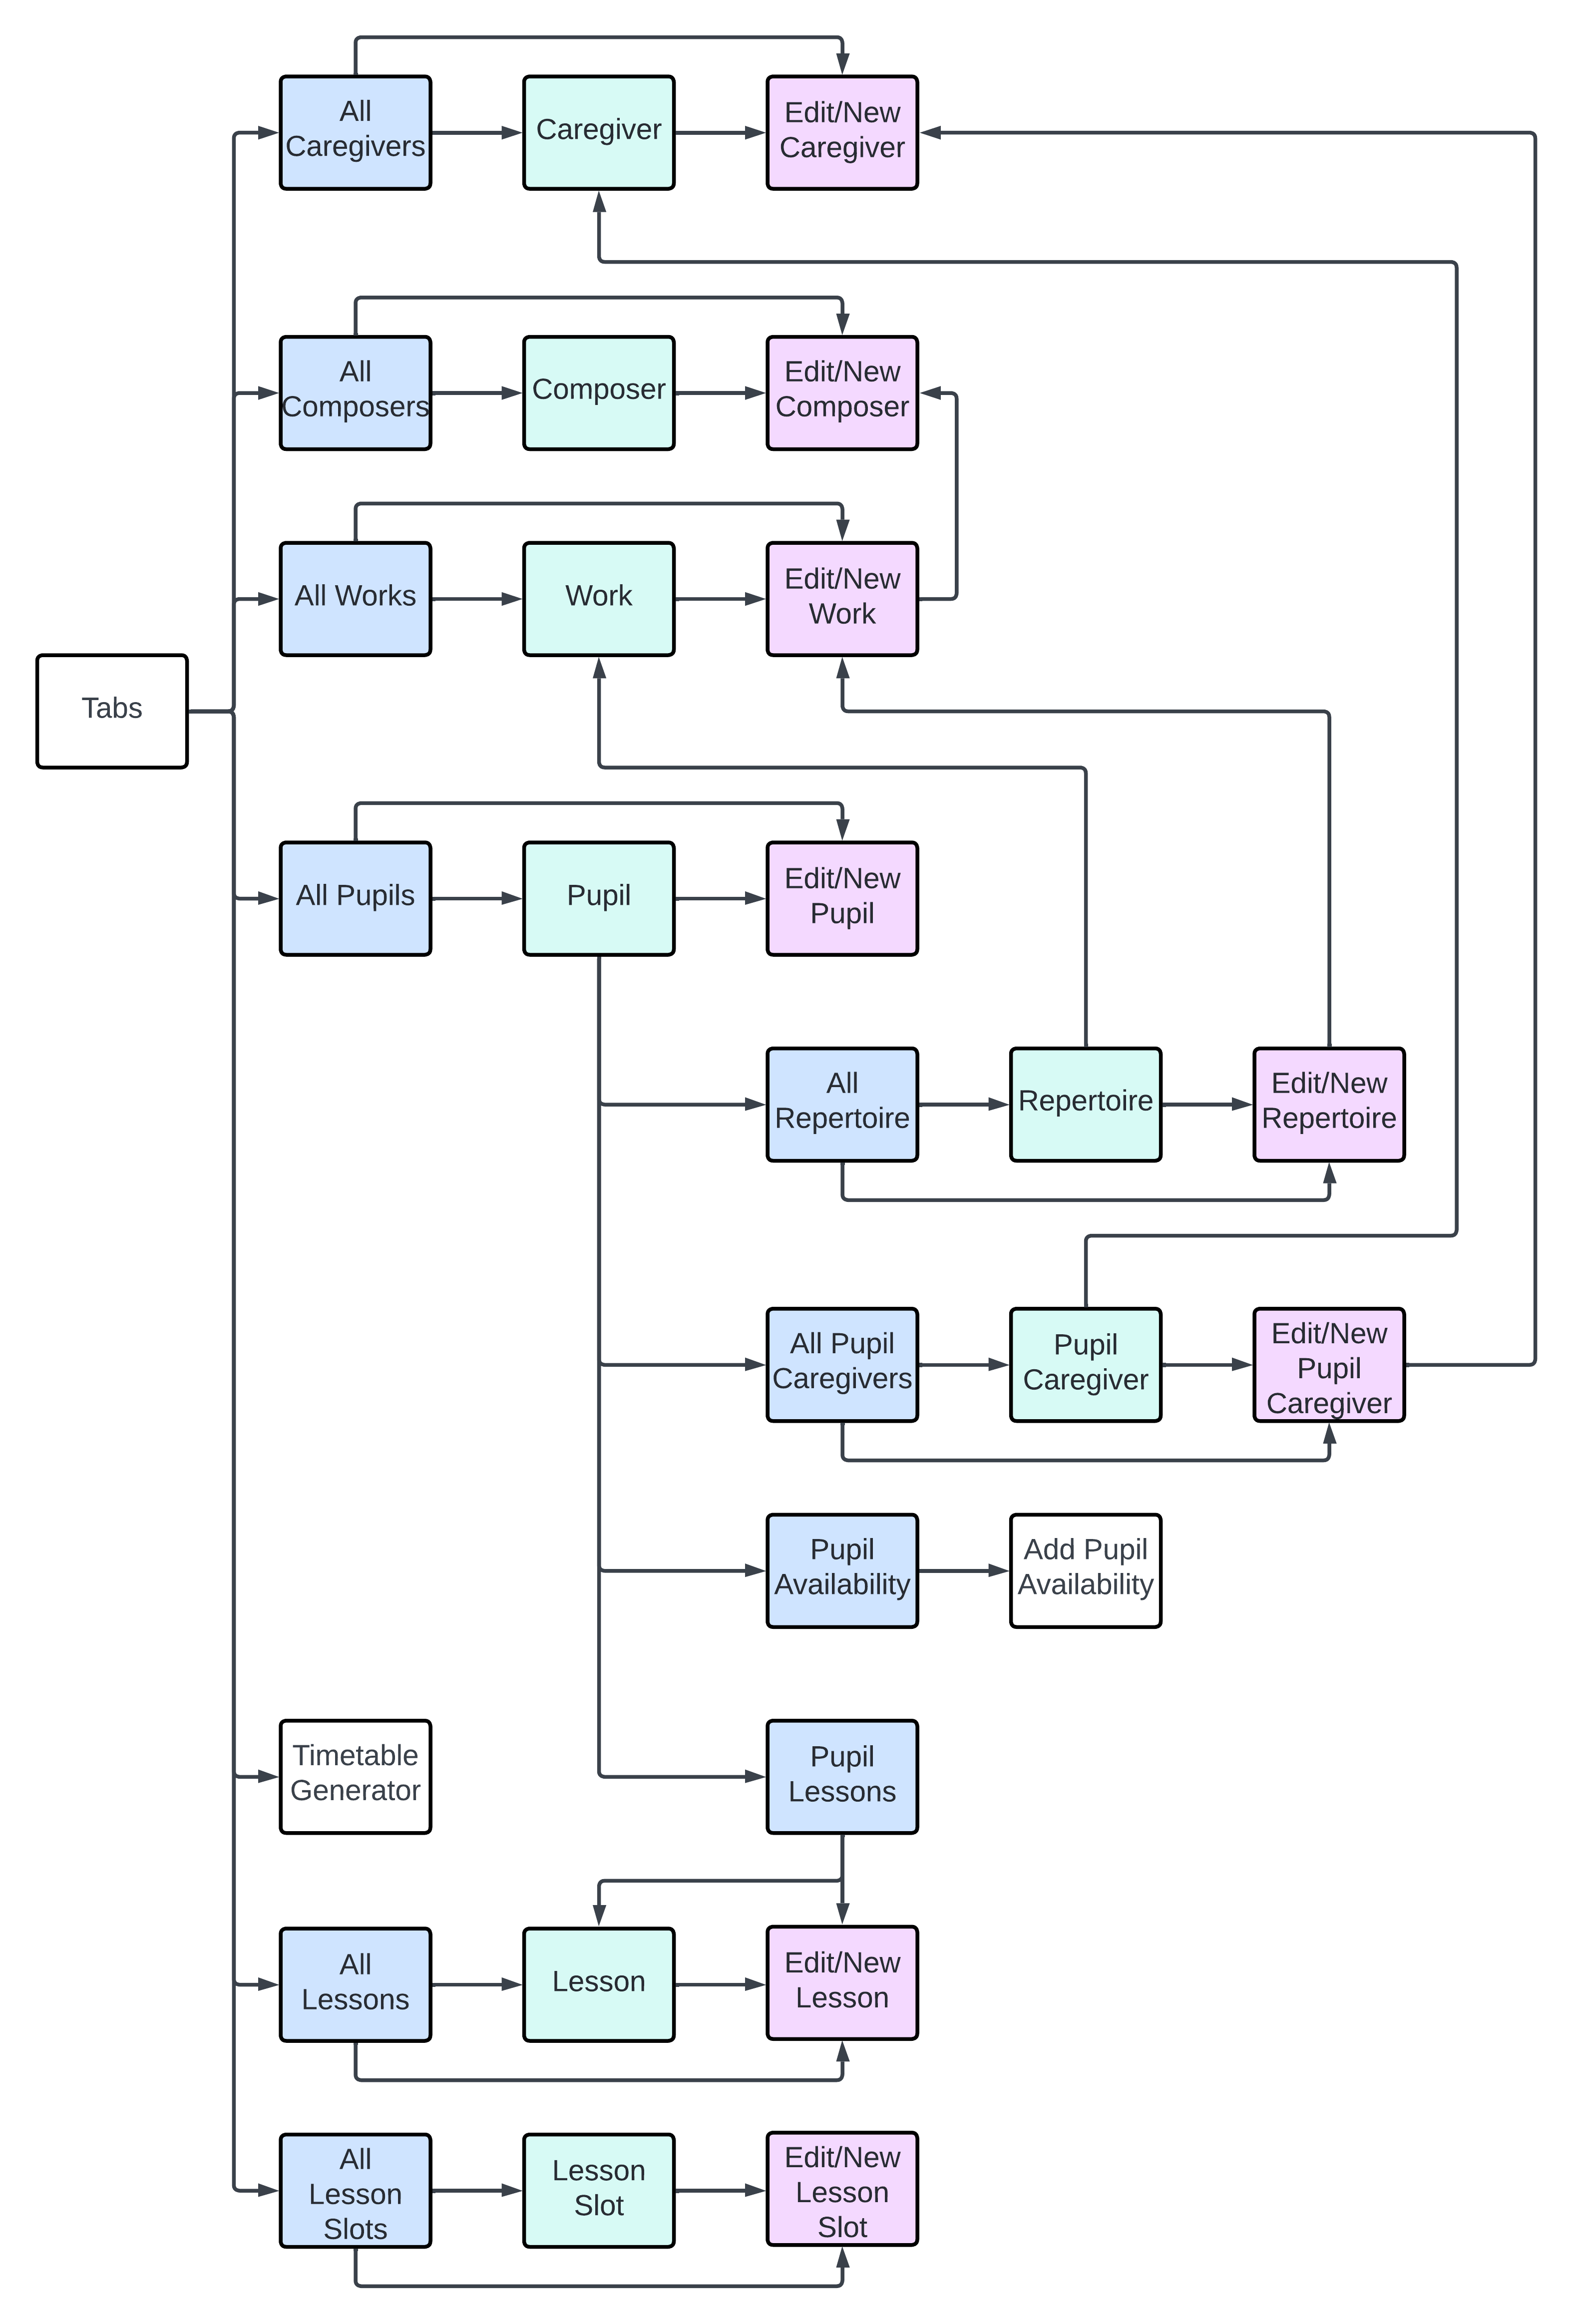 All
Caregivers
Caregiver
Edit/New
Caregiver
All
Composers
Composer
Edit/New
Composer
All Works
Work
Edit/New
Work
Tabs
All Pupils
Pupil
Edit/New
Pupil
All
Repertoire
Repertoire
Edit/New
Repertoire
All Pupil
Caregivers
Pupil
Caregiver
Edit/New
Pupil
Caregiver
Pupil
Availability
Add Pupil
Availability
Timetable
Generator
Pupil
Lessons
All
Lessons
Lesson
Edit/New
Lesson
All
Lesson
Slots
Lesson
Slot
Edit/New
Lesson
Slot